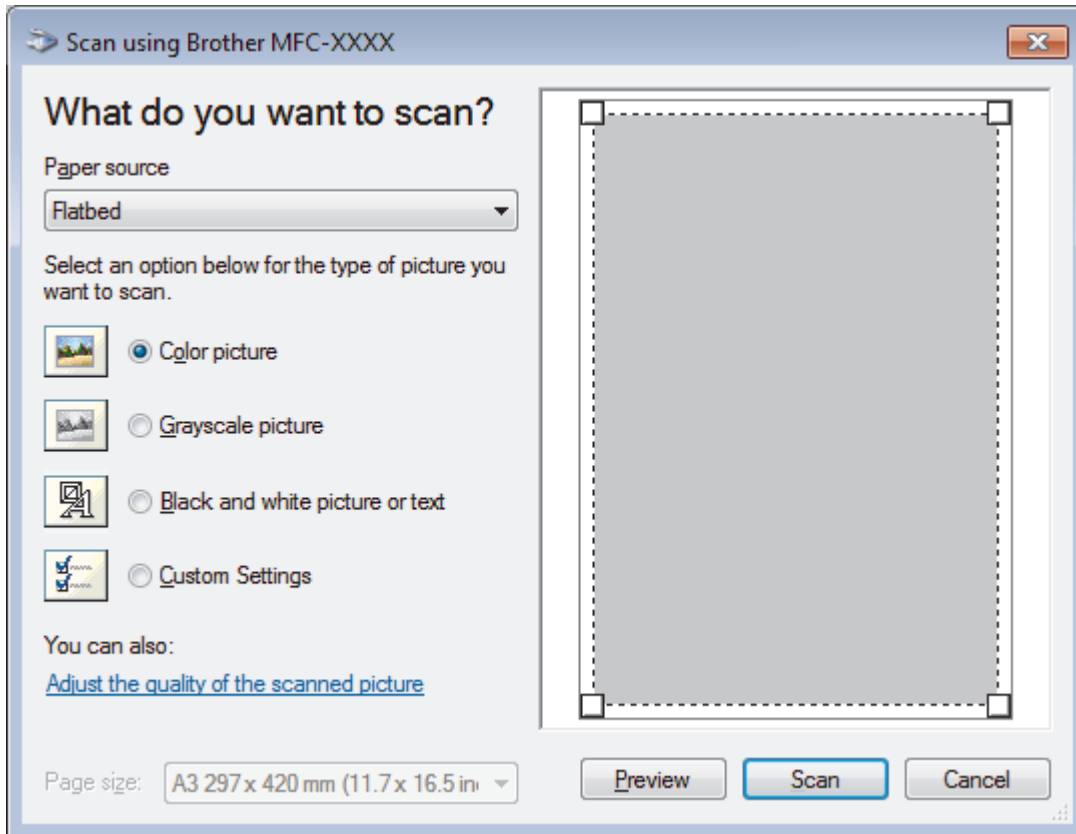 Scan using Brother MFC-XXXX
What do you want to scan?
Paper source
Flatbed
Select an option below for the type of picture you
want to scan.
Color picture
Grayscale picture
Black and white picture or text
Custom Settings
You can also:
Adjust the quality of the scanned picture
Page size: A3 297 x 420 mm (11.7 x 16.5 in
Preview Scan Cancel